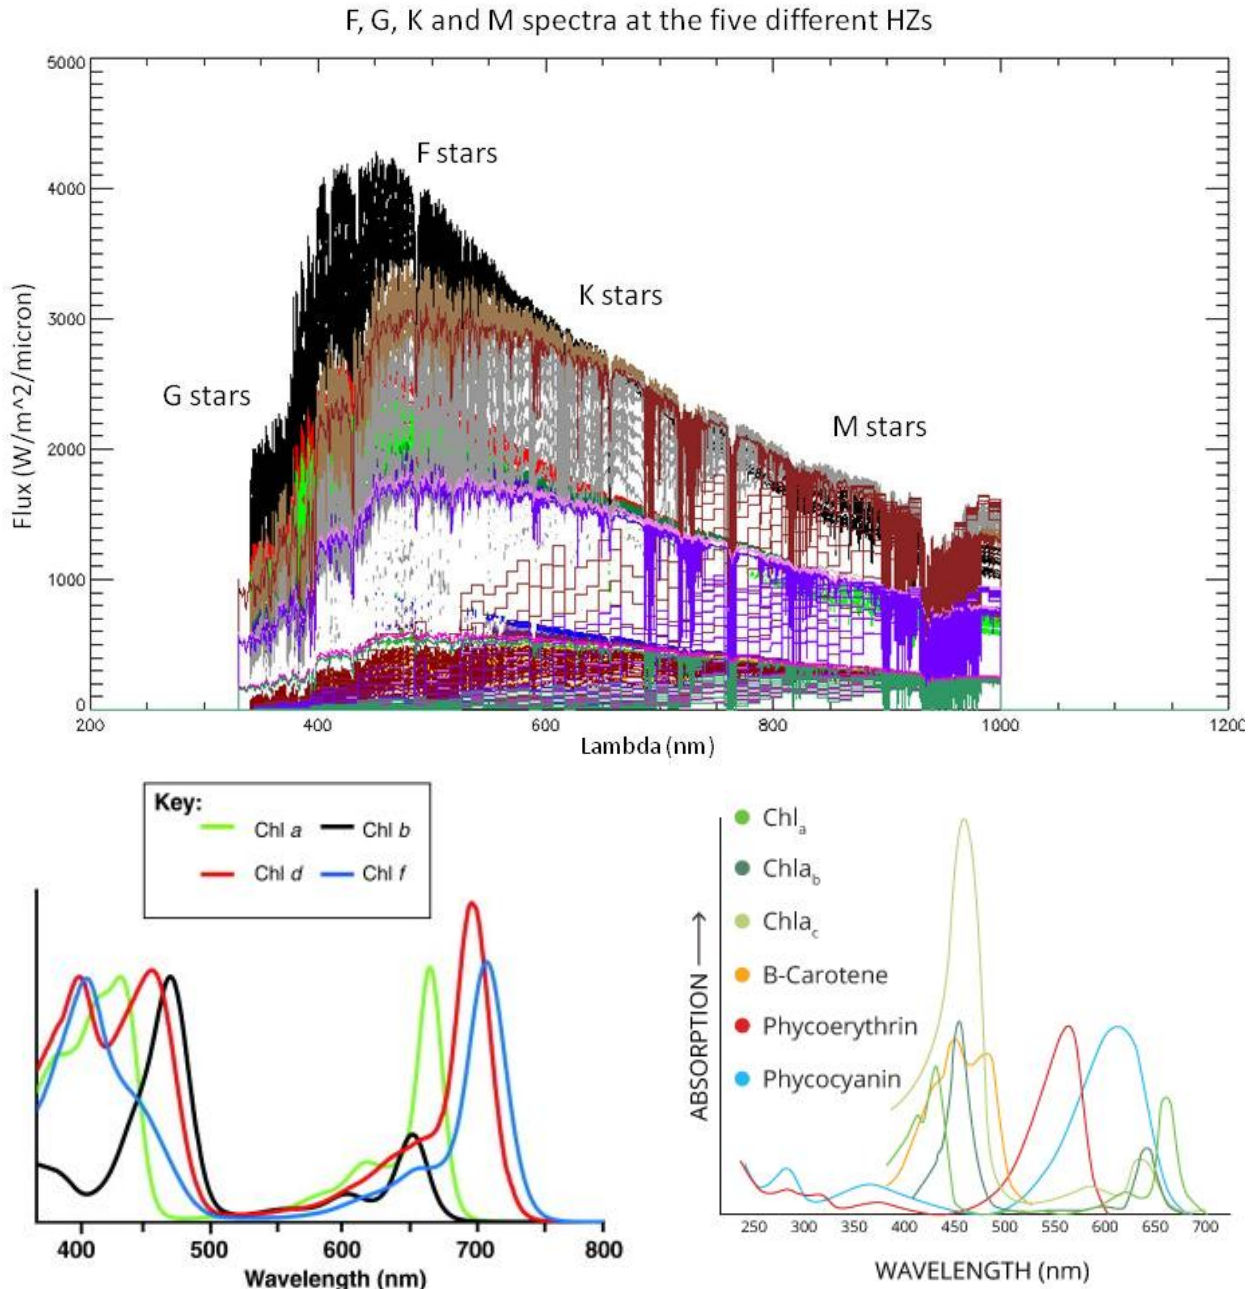 F, G, K and M spectra at the five different HZs
5000
4000
3000
2000
1000
0
Flux (W/m^2/micron)
F stars
K stars
G stars
M stars
200
400
600
800
1000
1200
Lambda (nm)
Key:
Chl a
Chl b
Chl d
Chl f
400
500
600
700
800
Wavelength (nm)
Chl a
Chla b
Chla c
B-Carotene
Phycoerythrin
Phycocyanin
ABSORPTION
250
300
350
400
450
500
550
600
650
700
WAVELENGTH (nm)